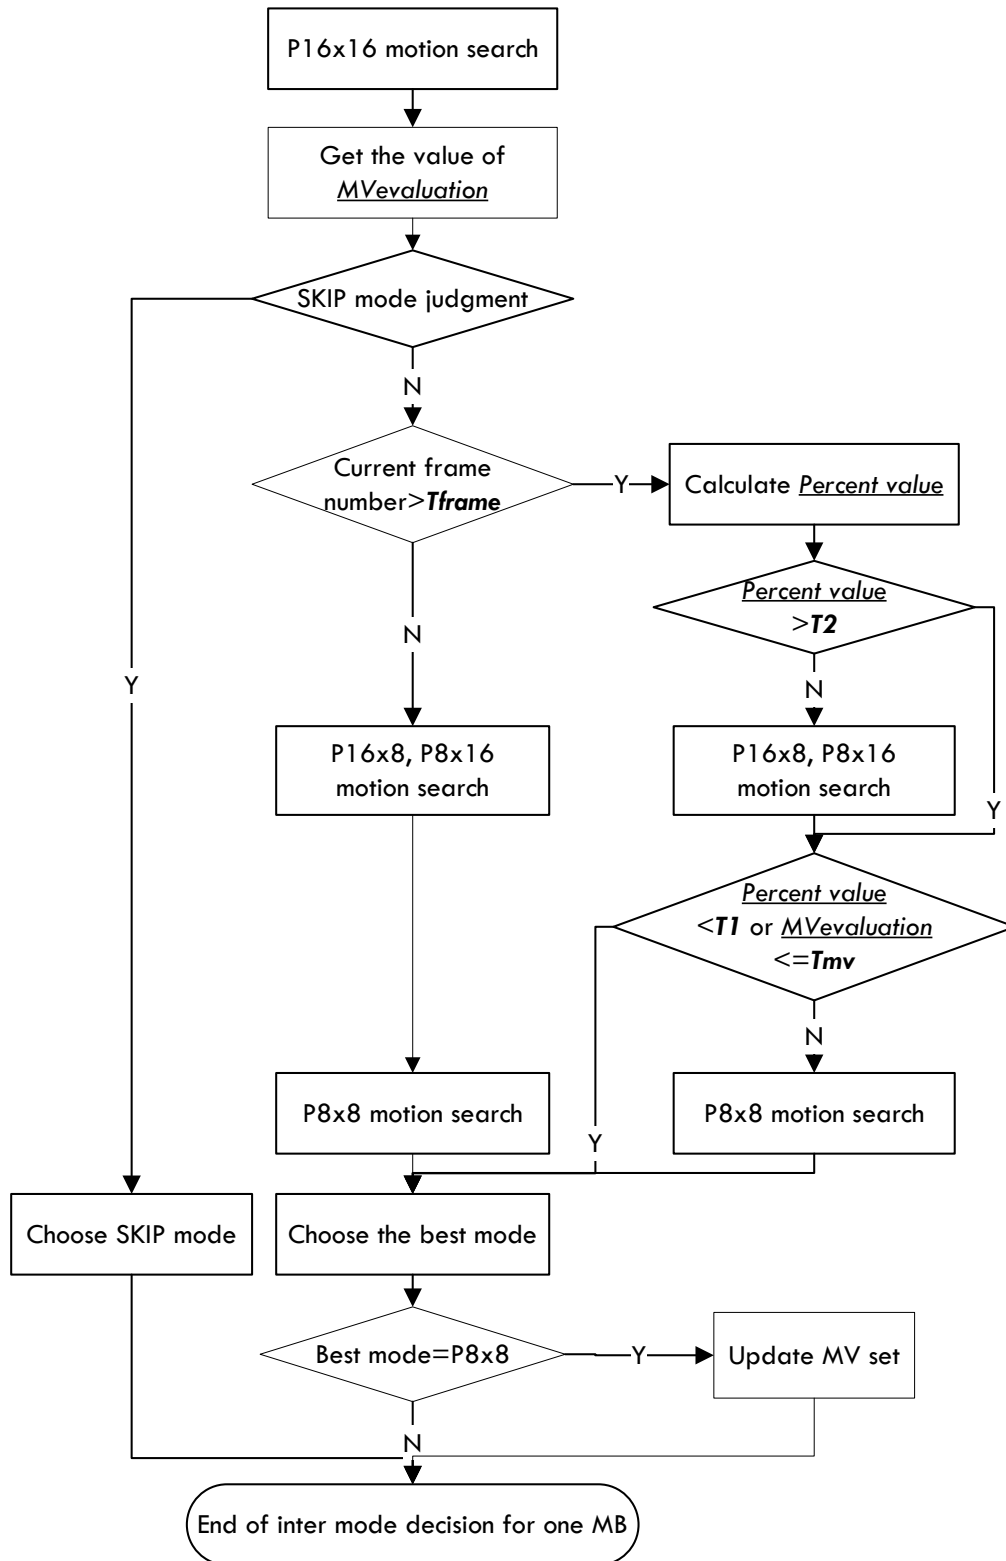 P16x16 motion search
Get the value of
MVevaluation
SKIP mode judgment
N
Current frame
number>Tframe
Y
Calculate Percent value
Percent value
>T2
N
Y
N
P16x8, P8x16
motion search
P16x8, P8x16
motion search
Y
Percent value
<T1 or MVevaluation
<=Tmv
N
P8x8 motion search
P8x8 motion search
Y
Choose SKIP mode
Choose the best mode
Best mode=P8x8
Y
Update MV set
N
End of inter mode decision for one MB